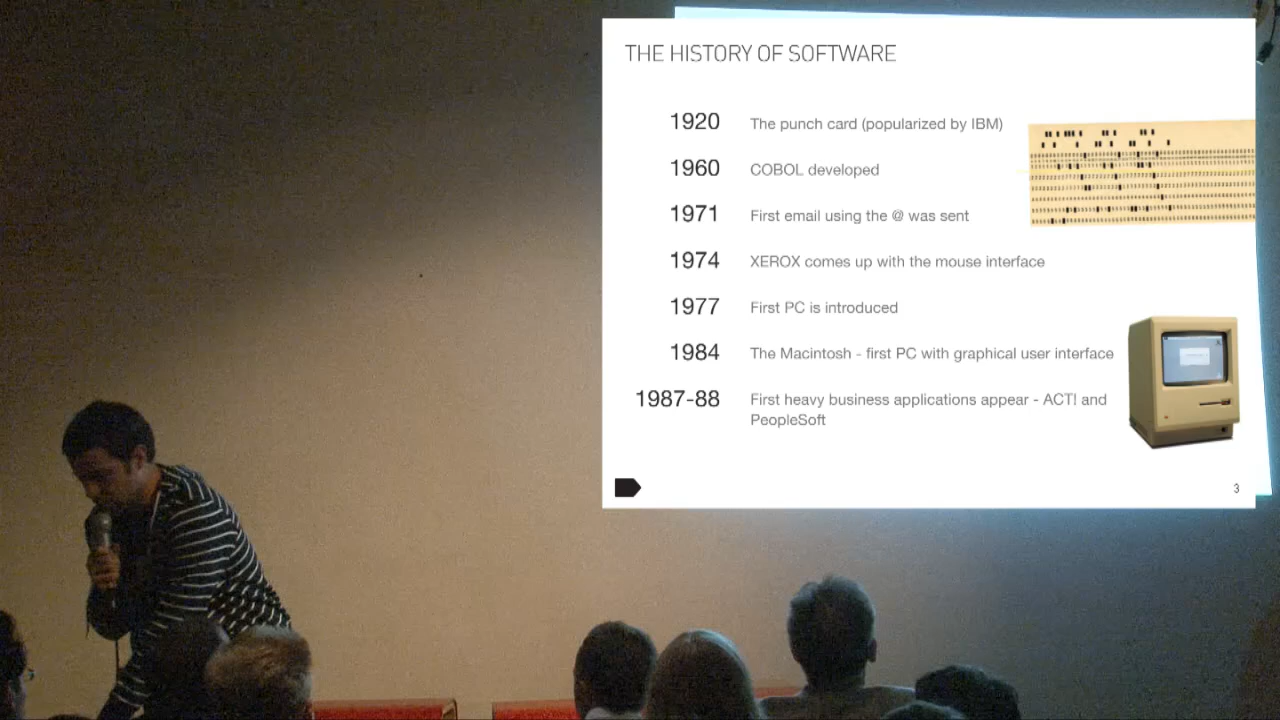 THE HISTORY OF SOFTWARE
1920 The punch card (popularized by IBM)
1960 COBOL developed
1971 First email using the @ was sent
1974 XEROX comes up with the mouse interface
1977 First PC is introduced
1984 The Macintosh - first PC with graphical user interface
1987-88 First heavy business applications appear - ACT! and
PeopleSoft
3